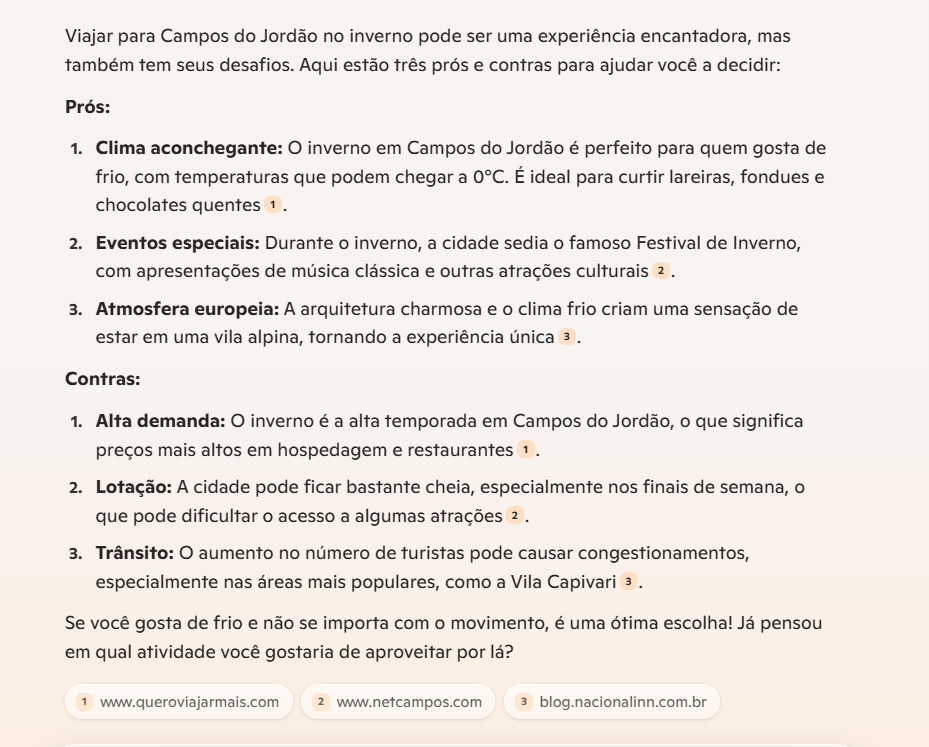 Viajar para Campos do Jordão no inverno pode ser uma experiência encantadora, mas
também tem seus desafios. Aqui estão três prós e contras para ajudar você a decidir:
Prós:
1. Clima aconchegante: O inverno em Campos do Jordão é perfeito para quem gosta de
frio, com temperaturas que podem chegar a 0°C. É ideal para curtir lareiras, fondues e
chocolates quentes 1.
2. Eventos especiais: Durante o inverno, a cidade sedia o famoso Festival de Inverno,
com apresentações de música clássica e outras atrações culturais 2.
3. Atmosfera europeia: A arquitetura charmosa e o clima frio criam uma sensação de
estar em uma vila alpina, tornando a experiência única 3.
Contras:
1. Alta demanda: O inverno é a alta temporada em Campos do Jordão, o que significa
preços mais altos em hospedagem e restaurantes 1.
2. Lotação: A cidade pode ficar bastante cheia, especialmente nos finais de semana, o
que pode dificultar o acesso a algumas atrações 2.
3. Trânsito: O aumento no número de turistas pode causar congestionamentos,
especialmente nas áreas mais populares, como a Vila Capivari 3.
Se você gosta de frio e não se importa com o movimento, é uma ótima escolha! Já pensou
em qual atividade você gostaria de aproveitar por lá?
1 www.queroviajarmais.com 2 www.netcampos.com 3 blog.nacionalinn.com.br